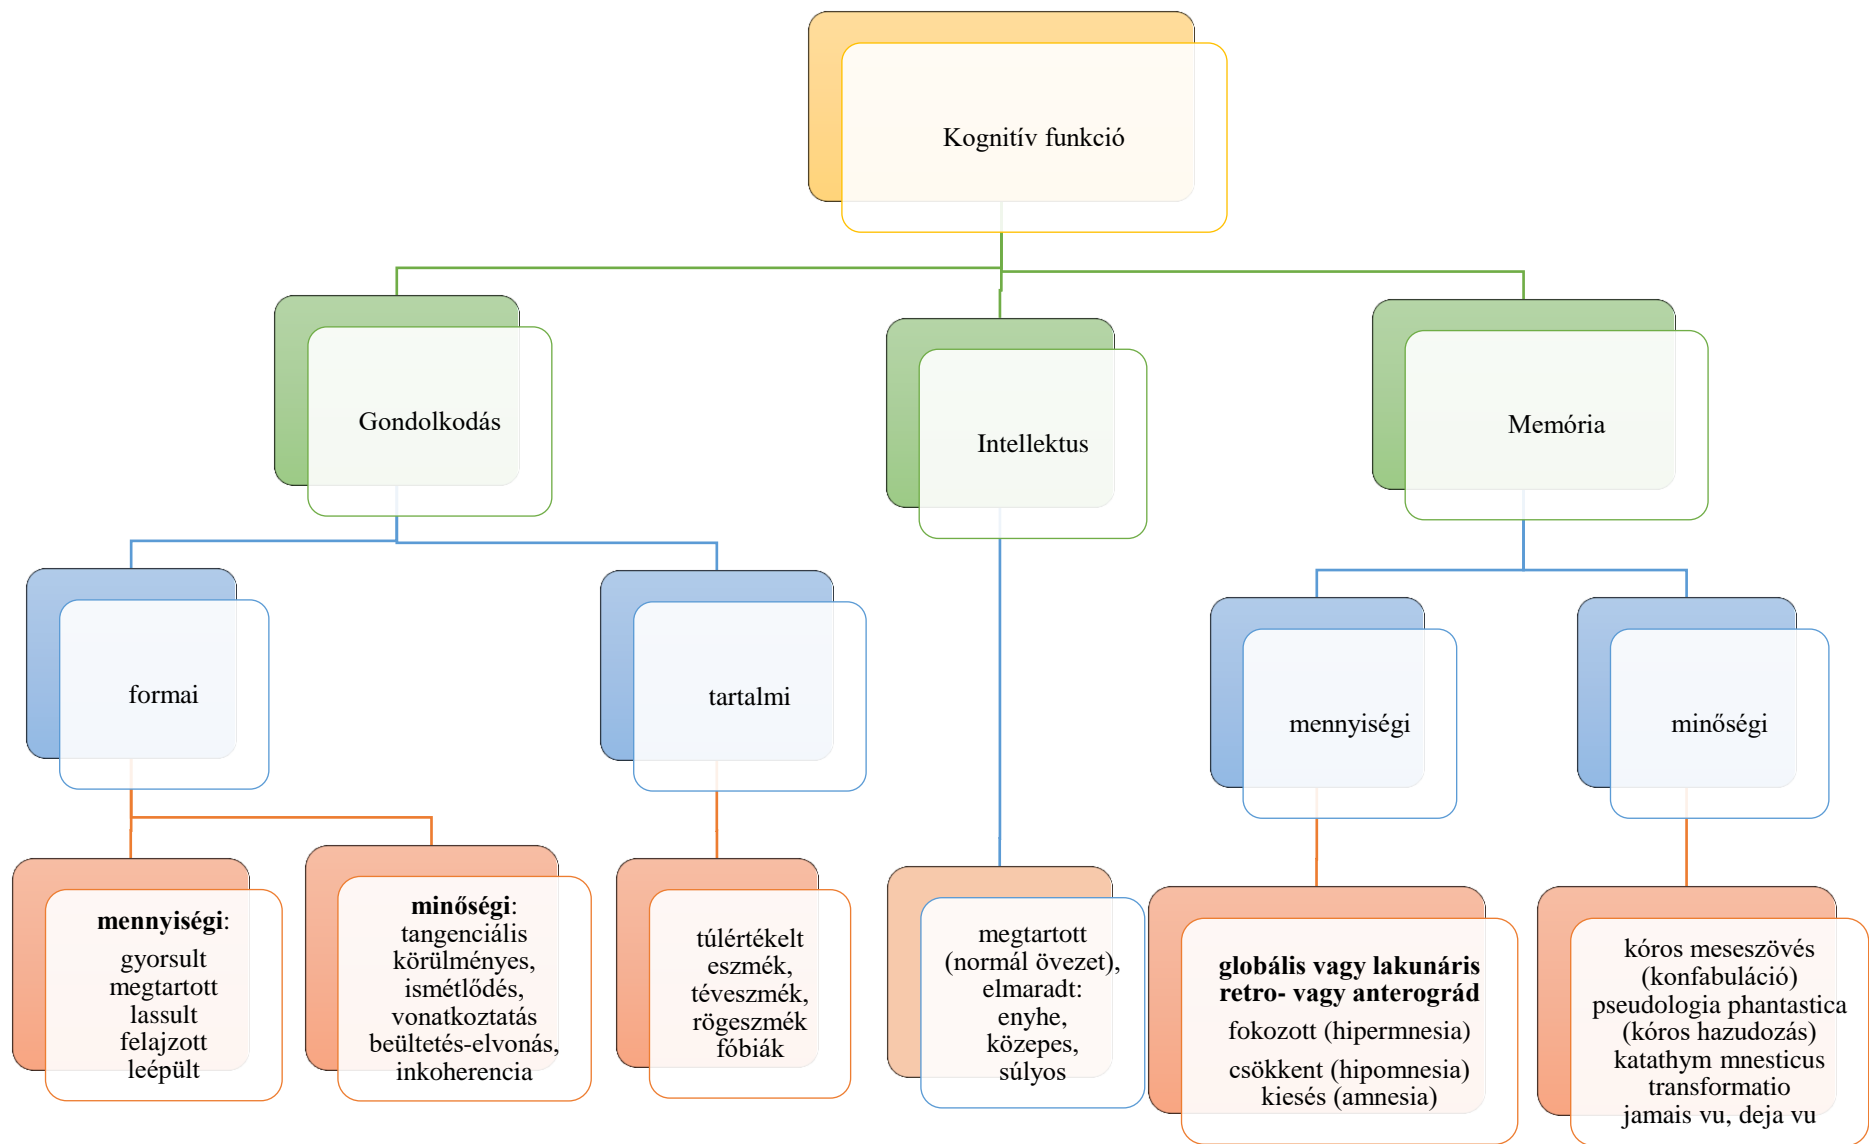 Kognitív funkció
Gondolkodás
Intellektus
Memória
formai
tartalmi
mennyiségi
minőségi
mennyiségi:
gyorsult
megtartott
lassult
felajzott
leépült
minőségi:
tangenciális
körülményes,
ismétlődés,
vonatkoztatás
beültetés-elvonás,
inkoherencia
túlértékelt
eszmék,
téveszmék,
rögeszmék
fóbiák
megtartott
(normál övezet),
elmaradt:
enyhe,
közepes,
súlyos
globális vagy lakunáris
retro- vagy anterográd
fokozott (hipermnesia)
csökkent (hipomnesia)
kiesés (amnesia)
kóros meseszövés
(konfabuláció)
pseudologia phantastica
(kóros hazudozás)
katathym mnesticus
transformatio
jamais vu, deja vu